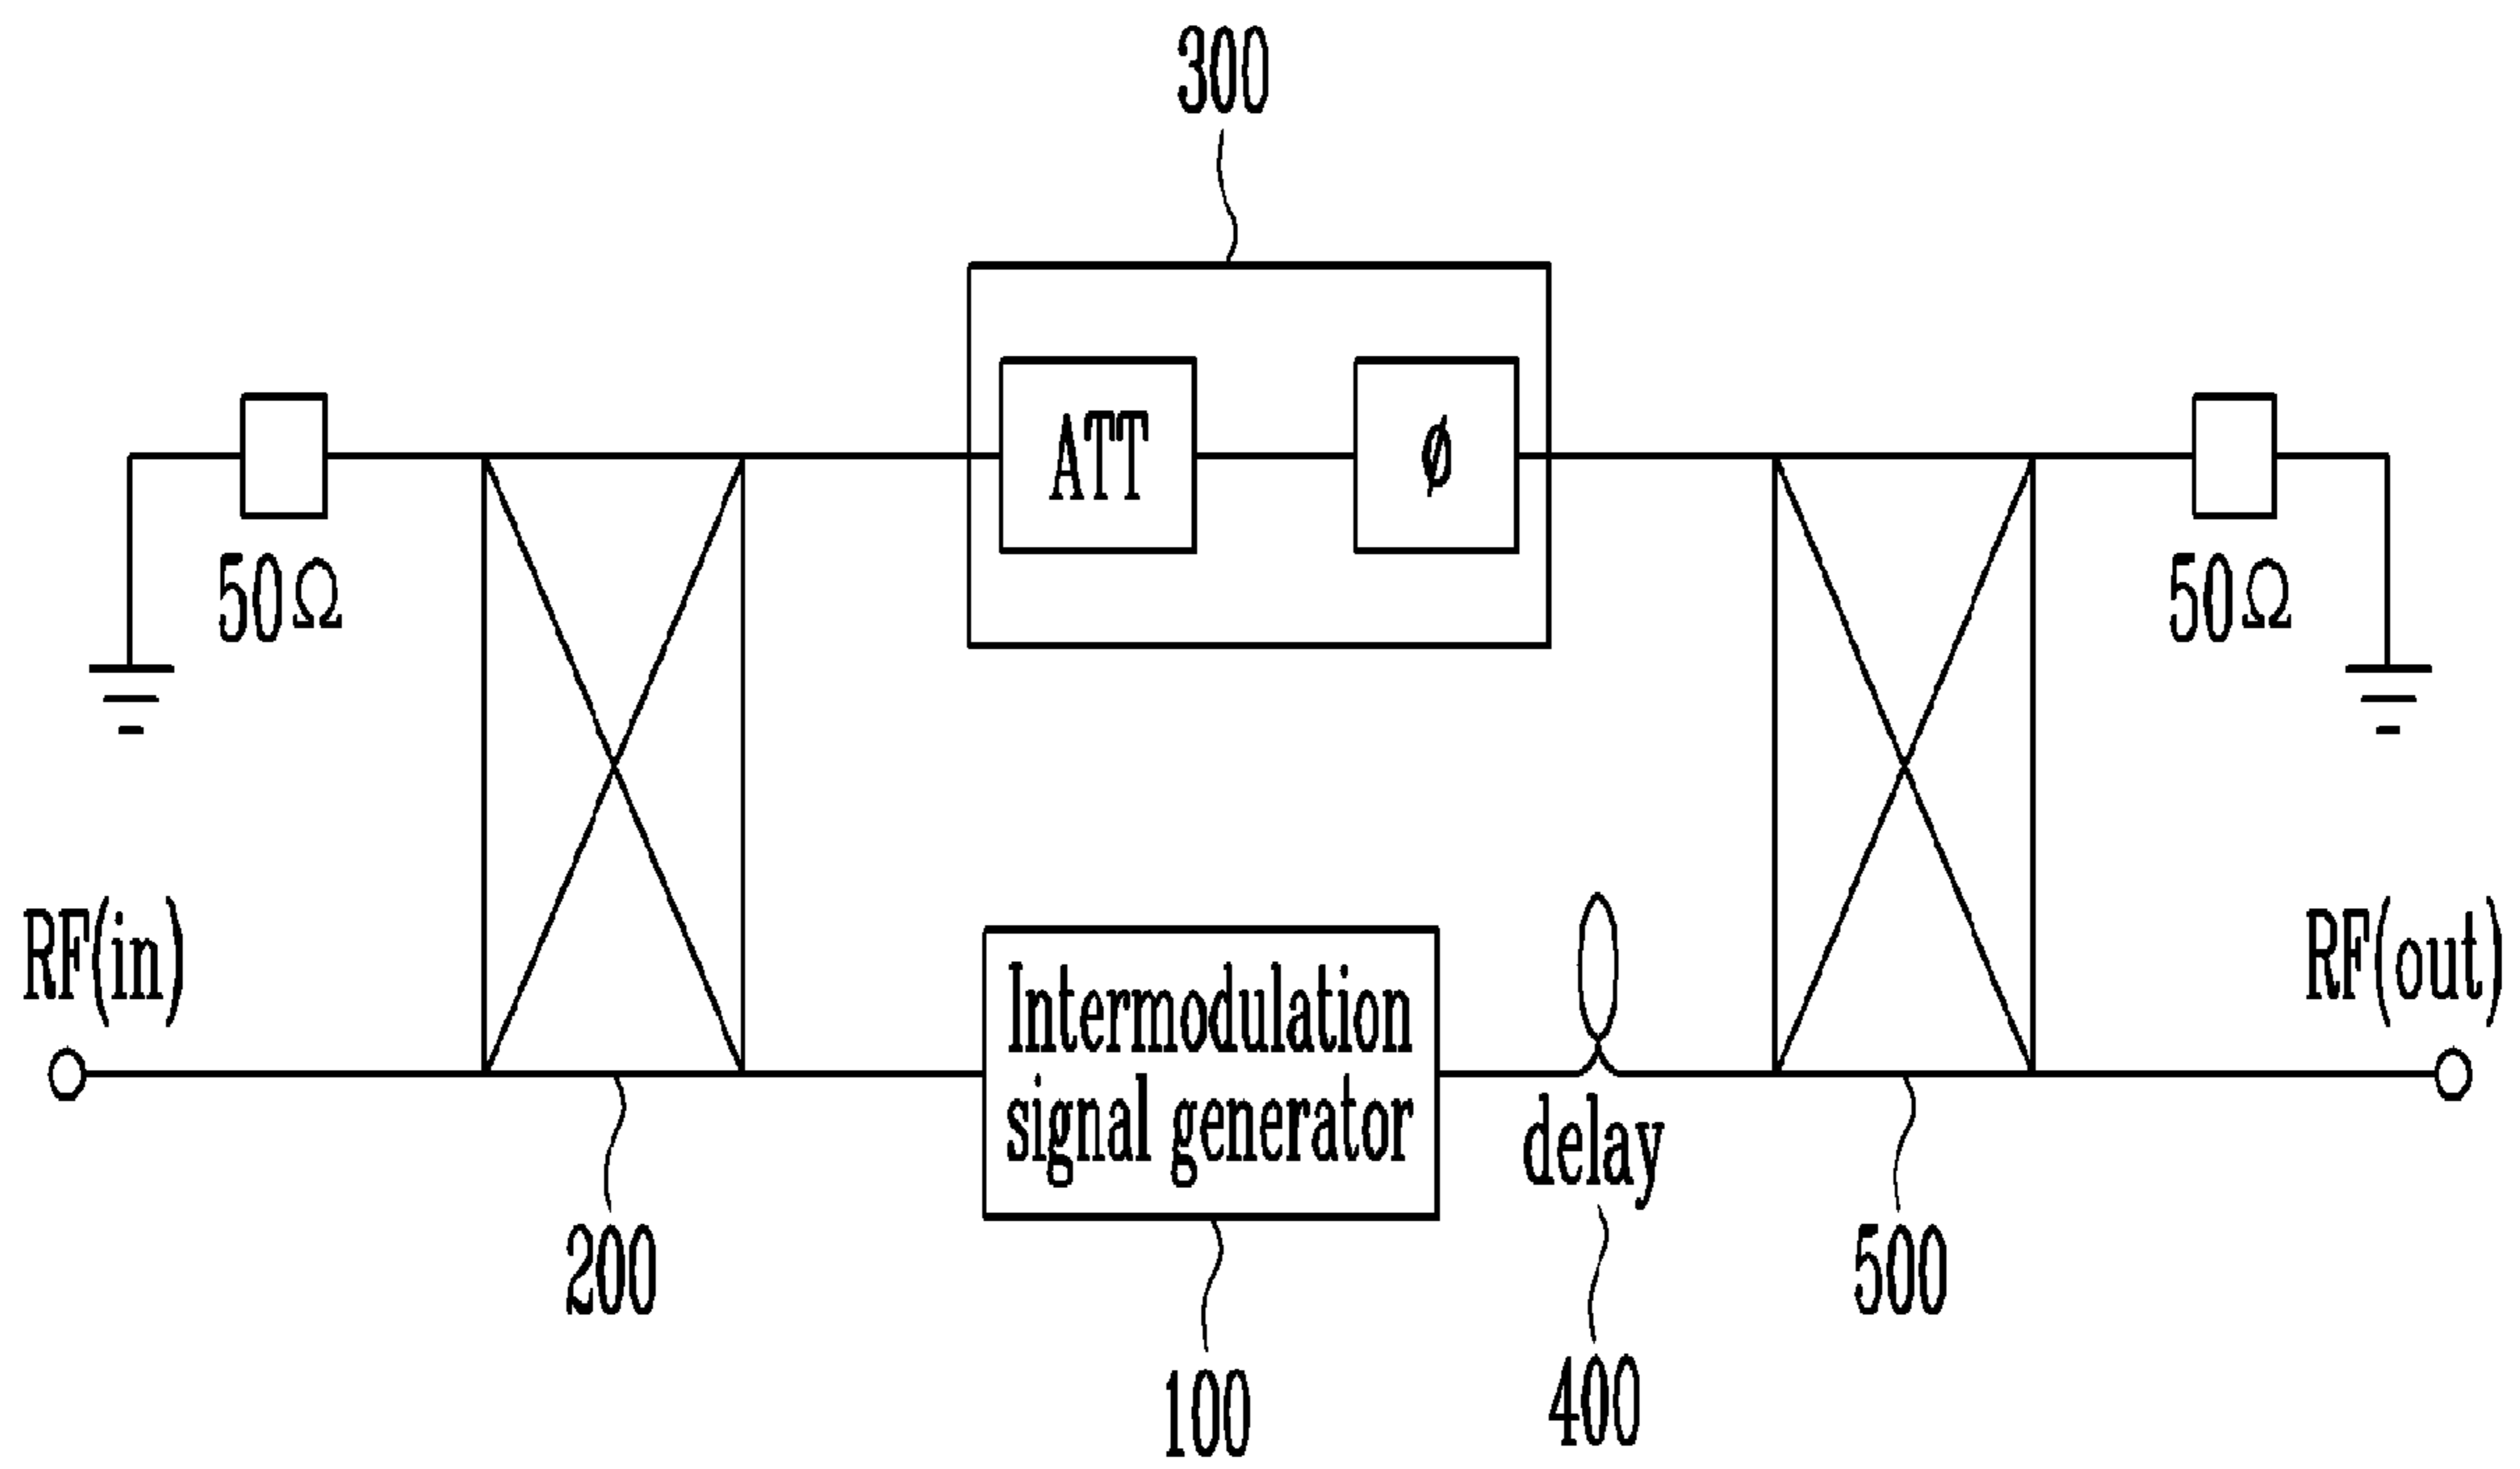 300
ATT
ϕ
50Ω
50Ω
RF(in)
RF(out)
Intermodulation
signal generator
delay
200
500
100
400